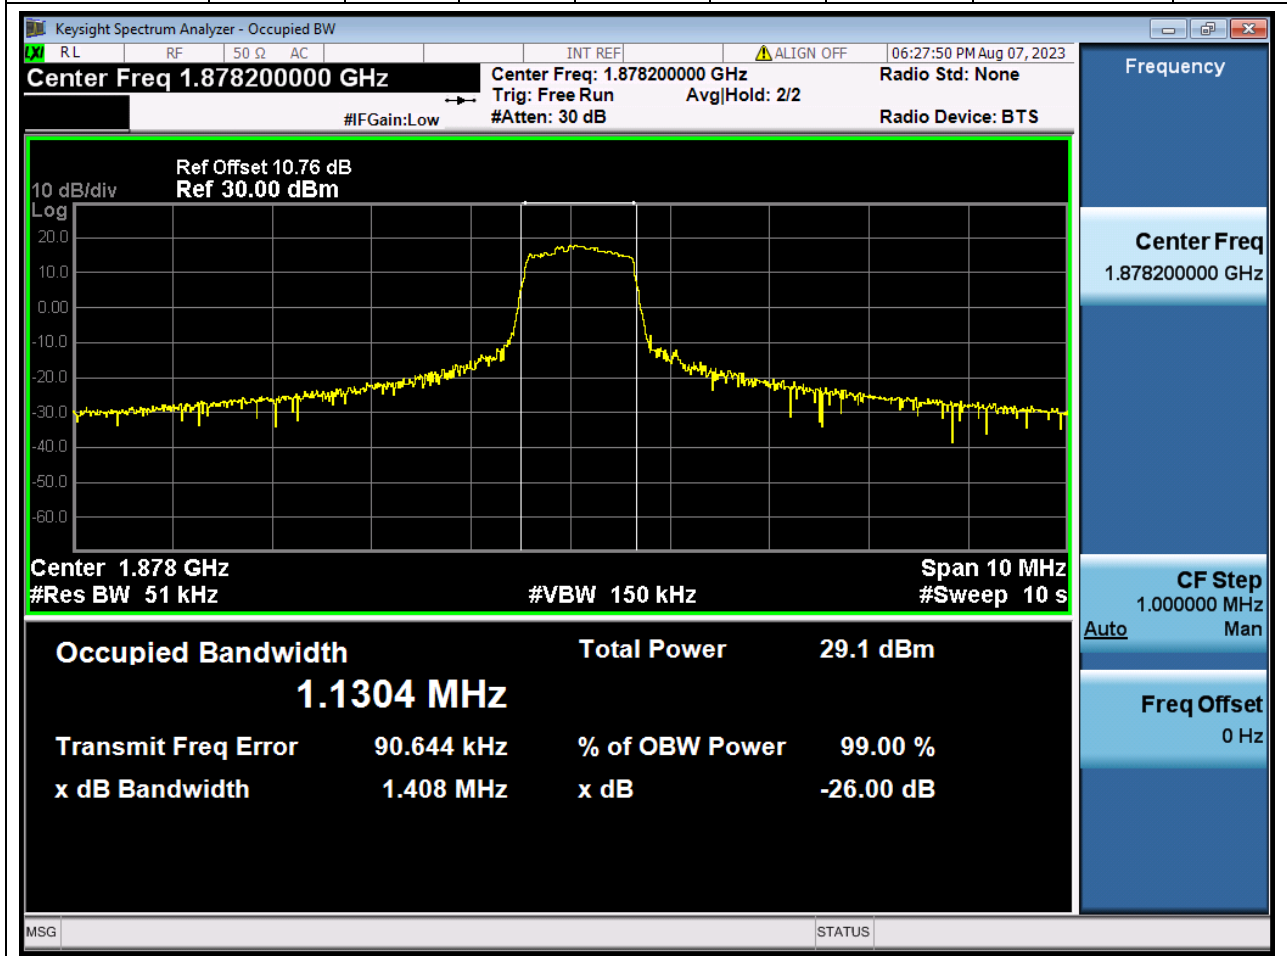 Keysight Spectrum Analyzer - Occupied BW
LXI RL RF 50 Ω AC INT REF ALIGN OFF 06:27:50 PM Aug 07, 2023
Center Freq 1.878200000 GHz
Center Freq: 1.878200000 GHz
Radio Std: None
Trig: Free Run Avg|Hold: 2/2
#IFGain:Low
#Atten: 30 dB
Radio Device: BTS
Ref Offset 10.76 dB
10 dB/div Ref 30.00 dBm
Log
20.0
10.0
0.00
-10.0
-20.0
-30.0
-40.0
-50.0
-60.0
Center 1.878 GHz
Span 10 MHz
#Res BW 51 kHz
#VBW 150 kHz
#Sweep 10 s
Occupied Bandwidth
Total Power 29.1 dBm
1.1304 MHz
Transmit Freq Error 90.644 kHz
% of OBW Power 99.00 %
x dB Bandwidth 1.408 MHz
x dB -26.00 dB
Frequency
Center Freq
1.878200000 GHz
CF Step
1.000000 MHz
Auto Man
Freq Offset
0 Hz
MSG
STATUS